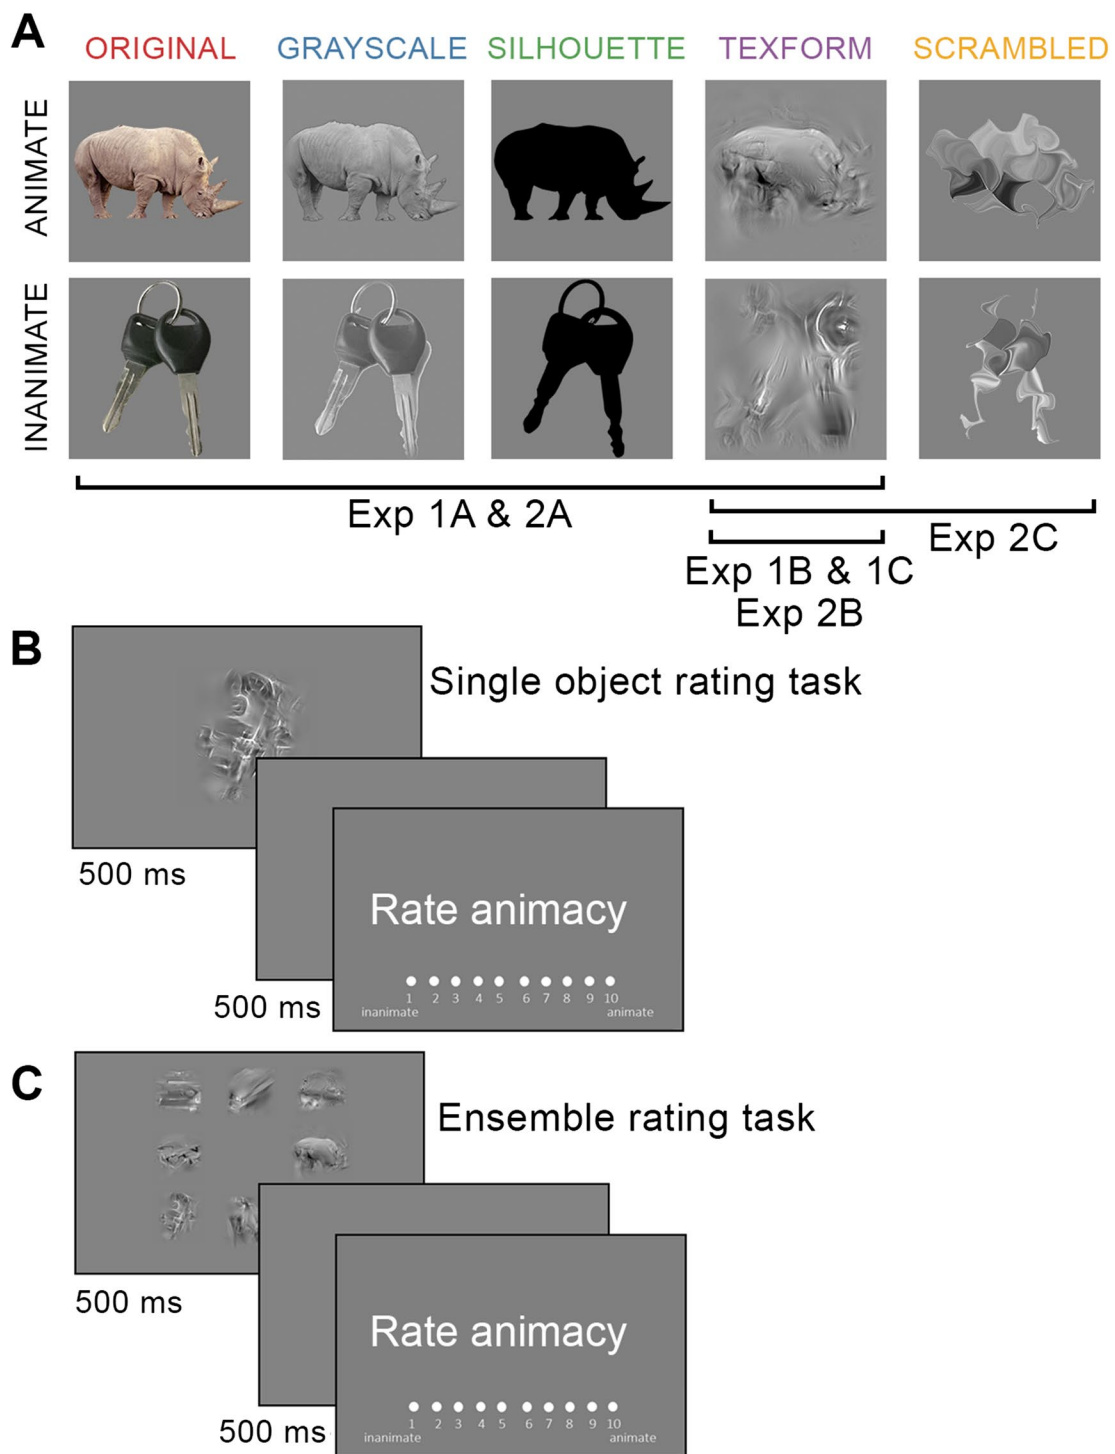 A
ORIGINAL GRAYSCALE SILHOUETTE TEXFORM SCRAMBLED
ANIMATE
INANIMATE
Exp 1A & 2A
Exp 2C
Exp 1B & 1C
Exp 2B
B
Single object rating task
500 ms
Rate animacy
1 2 3 4 5 6 7 8 9 10
inanimate animate
500 ms
C
Ensemble rating task
500 ms
Rate animacy
1 2 3 4 5 6 7 8 9 10
inanimate animate
500 ms